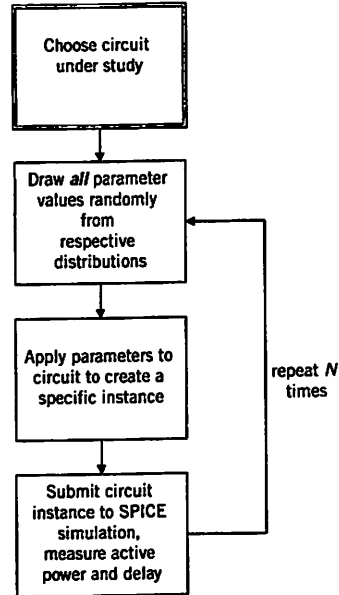 Choose circuit
under study
Draw all parameter
values randomly
from
respective
distributions
Apply parameters to
circuit to create a
specific instance
repeat N
times
Submit circuit
instance to SPICE
simulation,
measure active
power and delay